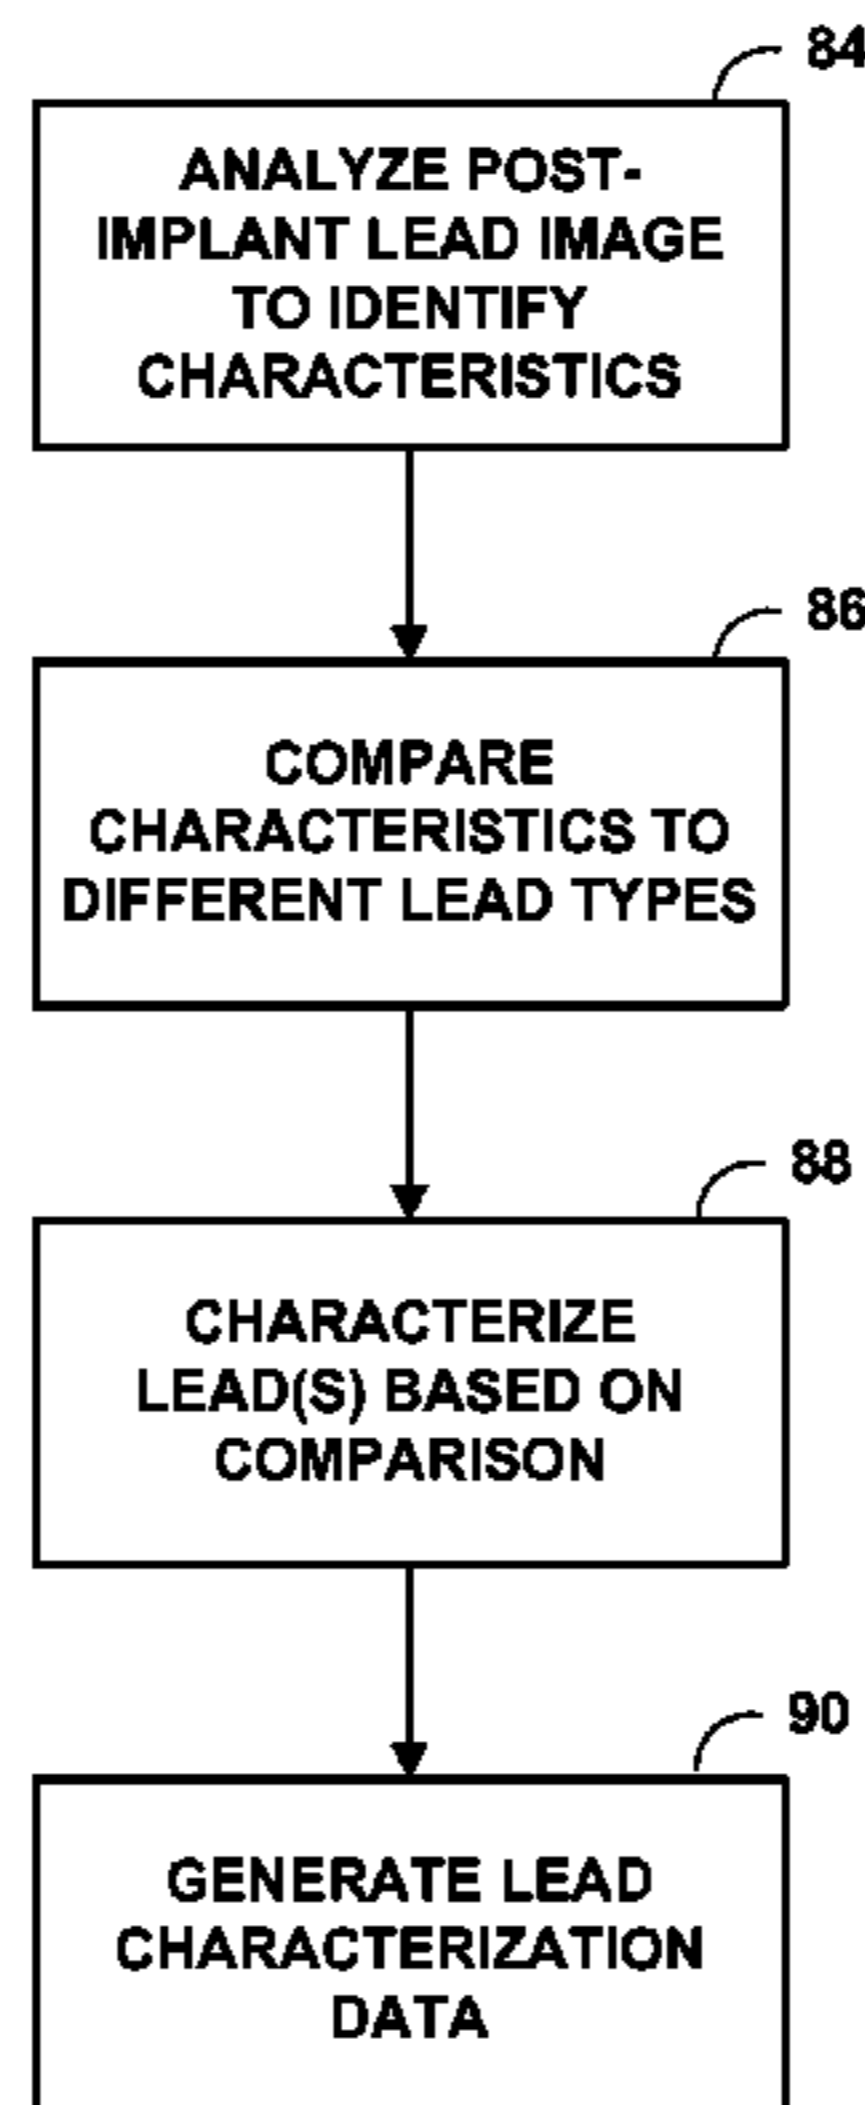 84
ANALYZE POST-
IMPLANT LEAD IMAGE
TO IDENTIFY
CHARACTERISTICS
86
COMPARE
CHARACTERISTICS TO
DIFFERENT LEAD TYPES
88
CHARACTERIZE
LEAD(S) BASED ON
COMPARISON
90
GENERATE LEAD
CHARACTERIZATION
DATA